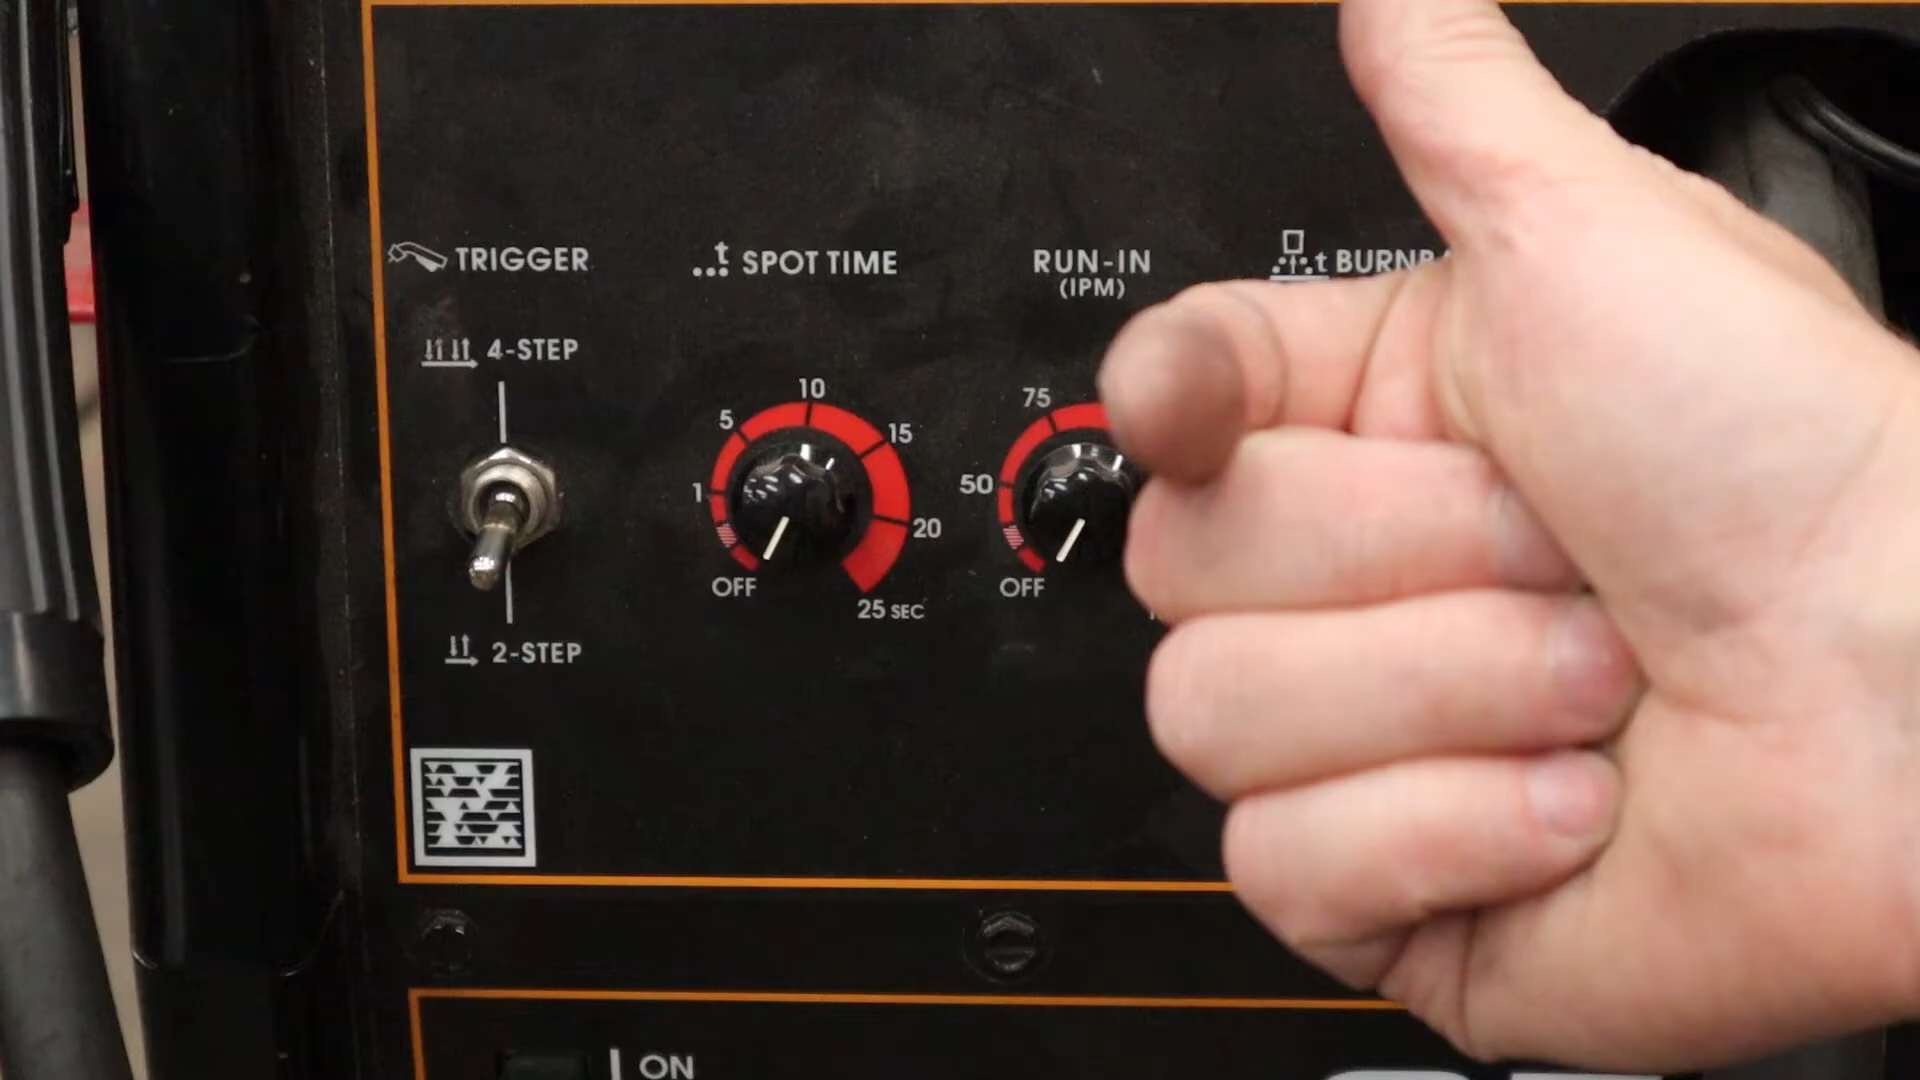 TRIGGER
t SPOT TIME
RUN-IN
(IPM)
t
4-STEP
2-STEP
OFF
1
5
10
15
20
25 SEC
OFF
50
75
ON